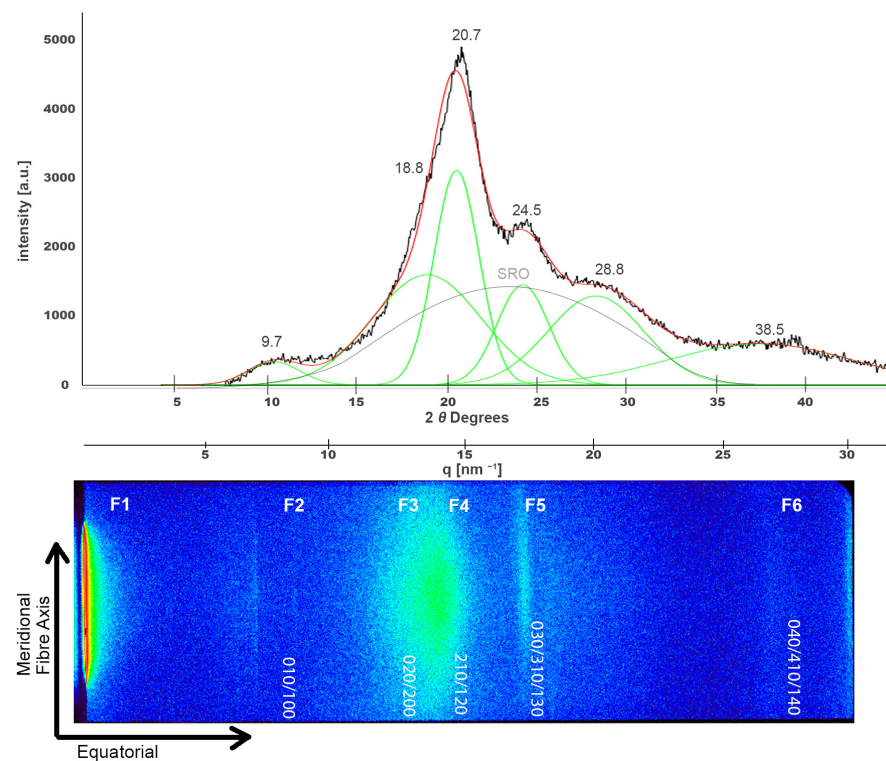 20.7
5000
4000
18.8
3000
24.5
2000
SRO
28.8
1000
9.7
38.5
0
intensity [a.u.]
5 10 15 20 25 30 35 40
2 θ Degrees
5 10 15 20 25 30
q [nm ⁻¹]
F1 F2 F3 F4 F5 F6
010/100
020/200
210/120
030/310/130
040/410/140
Meridional
Fibre Axis
Equatorial